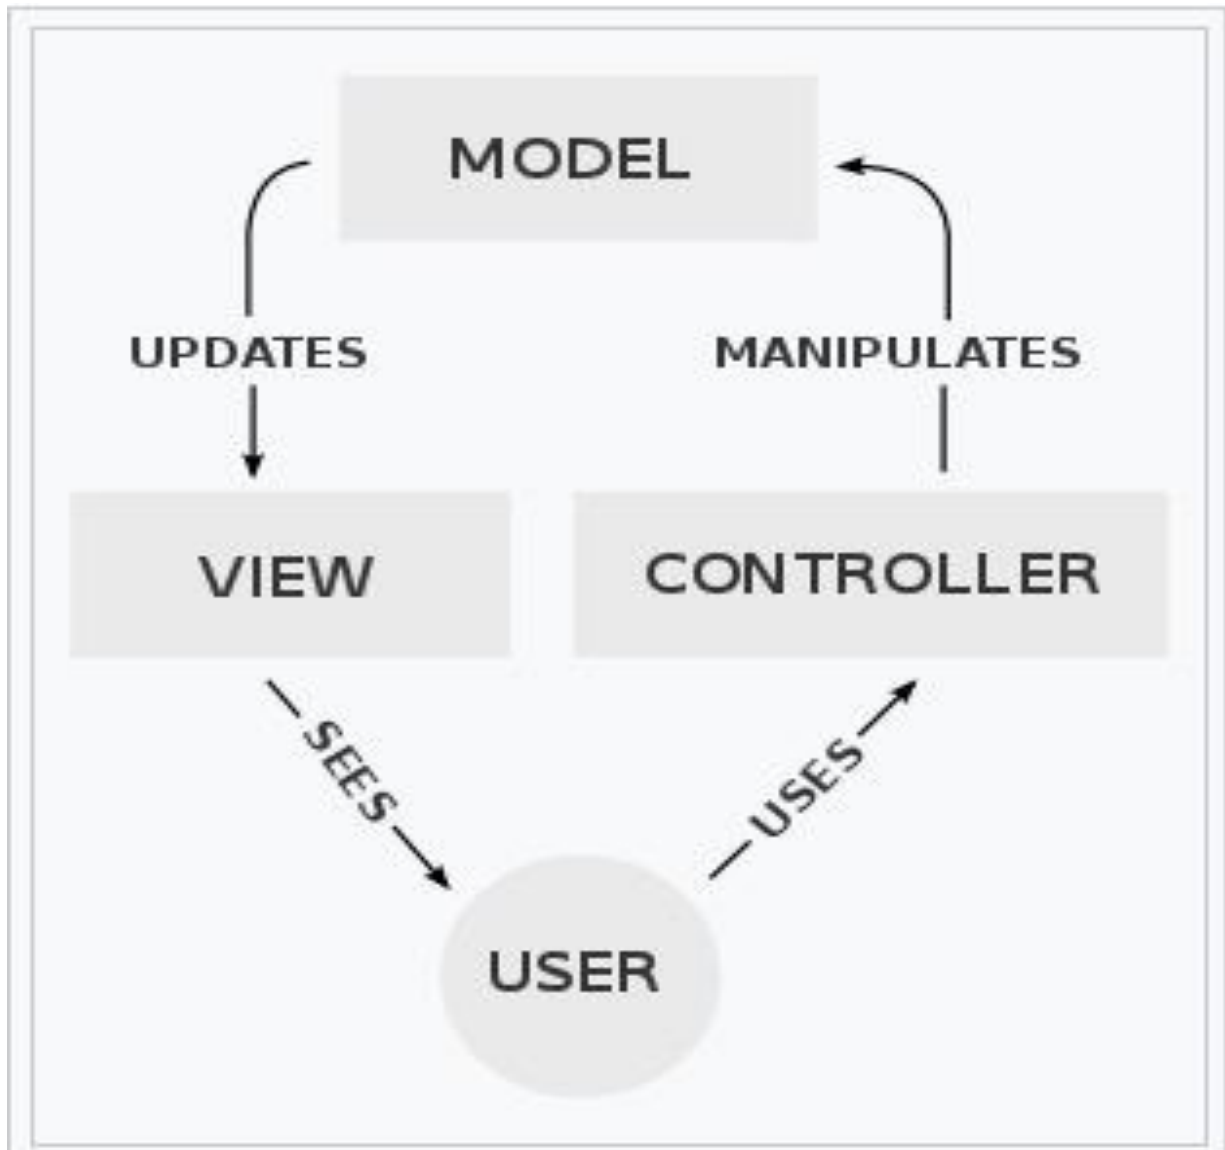 MODEL
UPDATES
MANIPULATES
VIEW
CONTROLLER
SEES
USES
USER